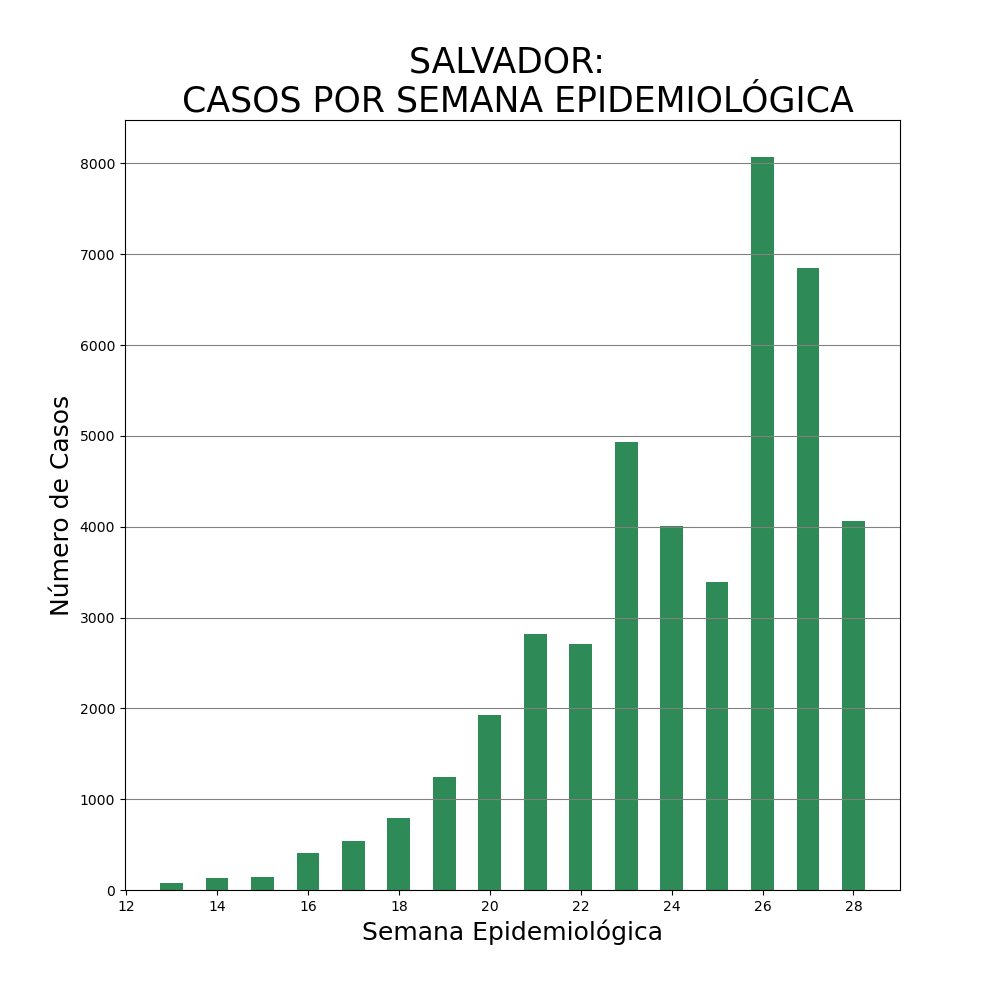 SALVADOR:
CASOS POR SEMANA EPIDEMIOLÓGICA
8000
7000
6000
5000
4000
3000
2000
1000
0
Número de Casos
12 14 16 18 20 22 24 26 28
Semana Epidemiológica